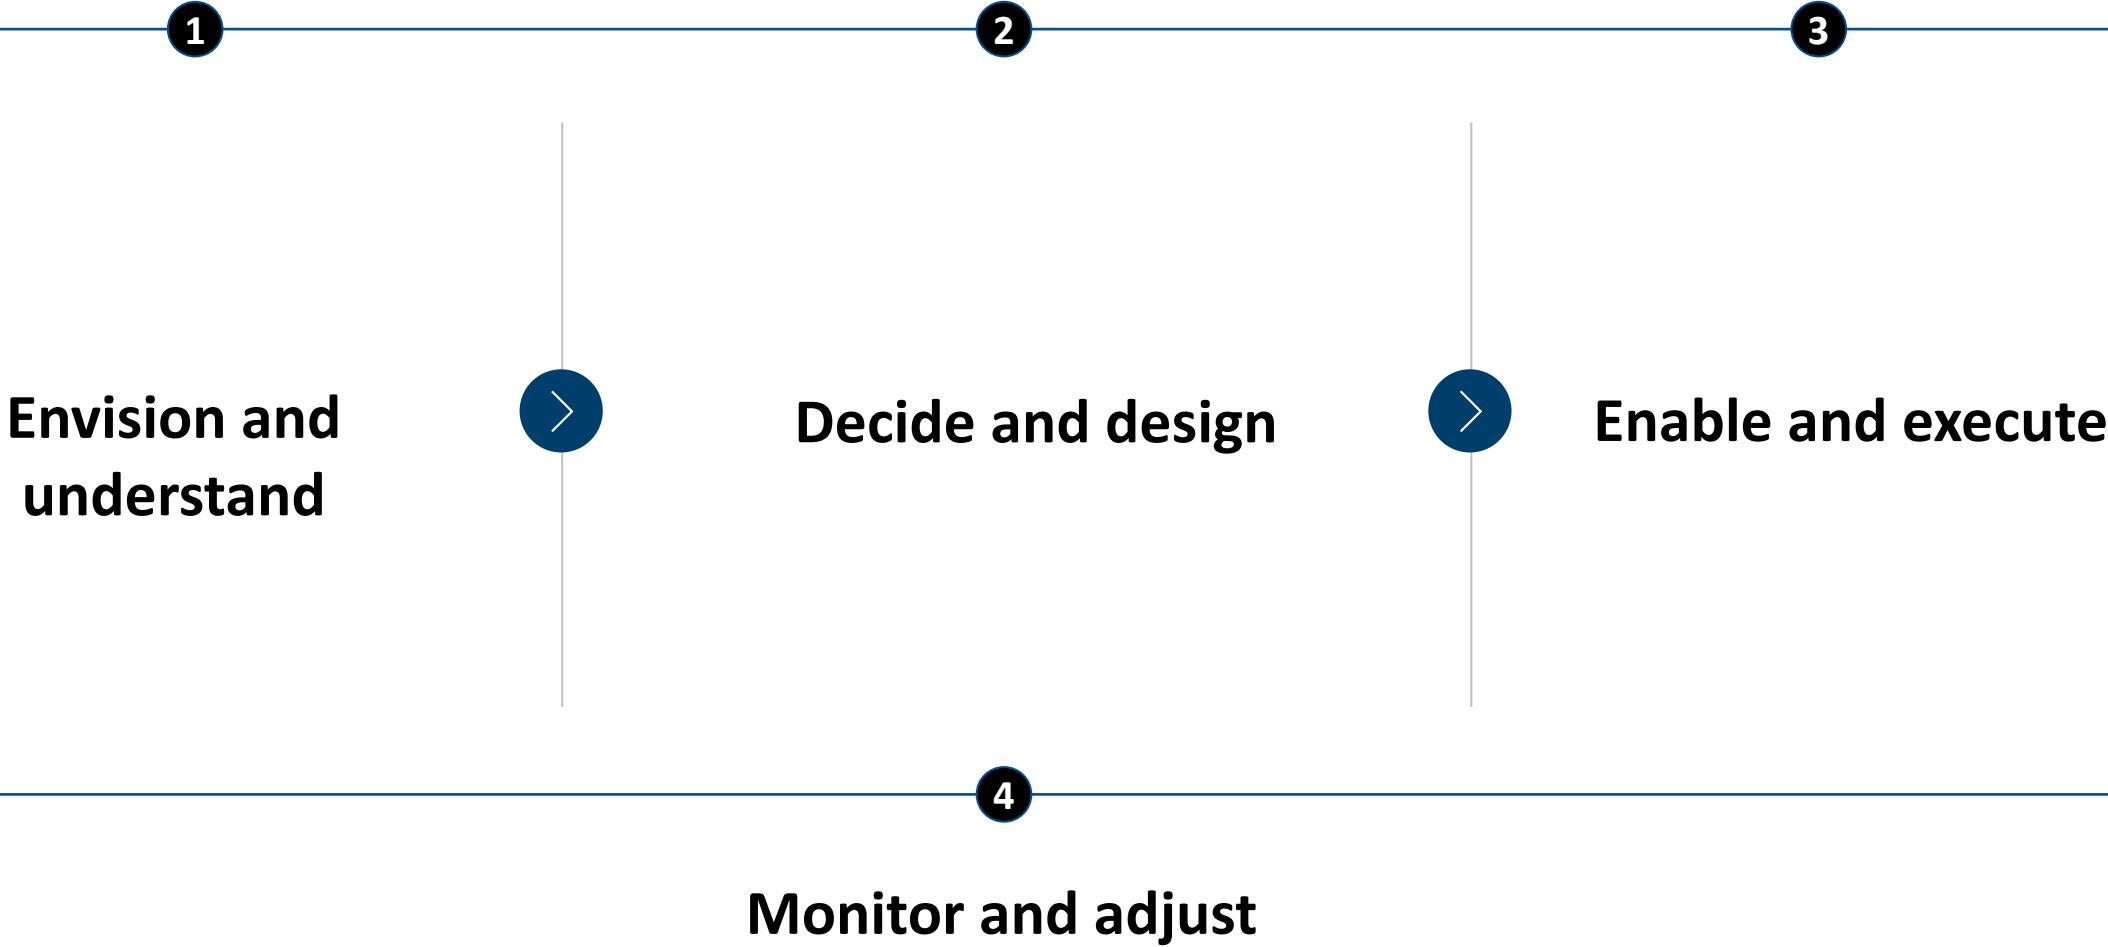 1
2
3
Envision and
understand
Decide and design
Enable and execute
4
Monitor and adjust